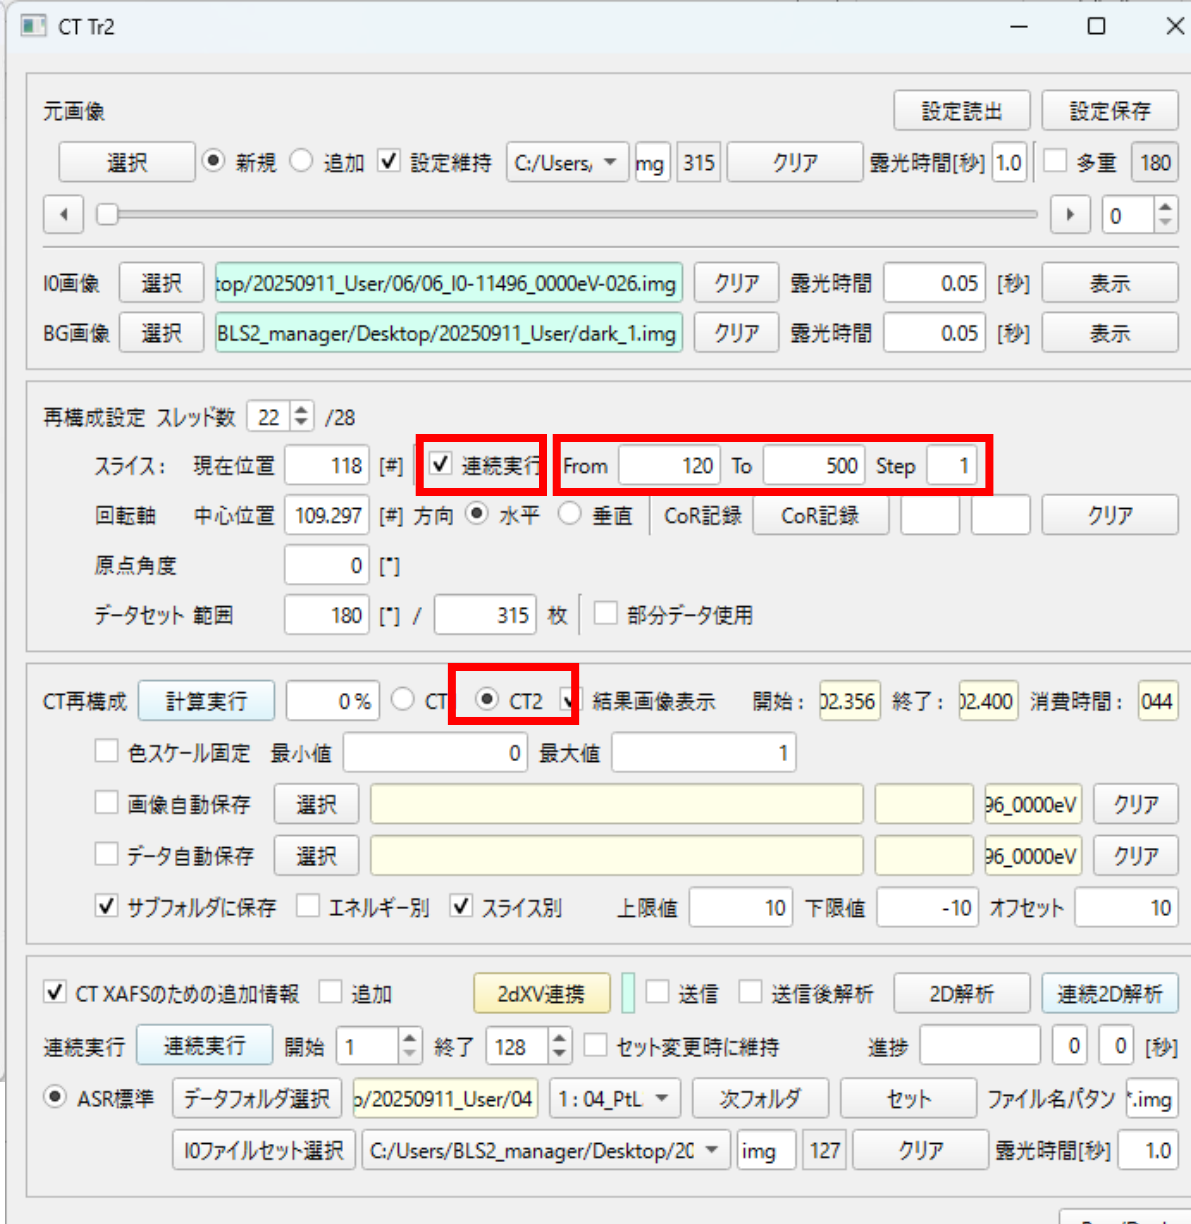 CT Tr2
元画像 設定読出 設定保存
選択 新規 追加 設定維持 C:/Users, mg 315 クリア 露光時間[秒] 1.0 多重 180
0
I0画像 選択 top/20250911_User/06/06_I0-11496_0000eV-026.img クリア 露光時間 0.05 [秒] 表示
BG画像 選択 BLS2_manager/Desktop/20250911_User/dark_1.img クリア 露光時間 0.05 [秒] 表示
再構成設定 スレッド数 22 /28
スライス: 現在位置 118 [#] 連続実行 From 120 To 500 Step 1
回転軸 中心位置 109.297 [#] 方向 水平 垂直 CoR記録 CoR記録 クリア
原点角度 0 [°]
データセット 範囲 180 [°] / 315 枚 部分データ使用
CT再構成 計算実行 0 % CT CT2 結果画像表示 開始: 02.356 終了: 02.400 消費時間: 044
色スケール固定 最小値 0 最大値 1
画像自動保存 選択 96_0000eV クリア
データ自動保存 選択 96_0000eV クリア
サブフォルダに保存 エネルギー別 スライス別 上限値 10 下限値 -10 オフセット 10
CT XAFSのための追加情報 追加 2dXV連携 送信 送信後解析 2D解析 連続2D解析
連続実行 連続実行 開始 1 終了 128 セット変更時に維持 進捗 0 0 [秒]
ASR標準 データフォルダ選択 p/20250911_User/04 1 : 04_PtL 次フォルダ セット ファイル名パタン *.img
I0ファイルセット選択 C:/Users/BLS2_manager/Desktop/20 img 127 クリア 露光時間[秒] 1.0